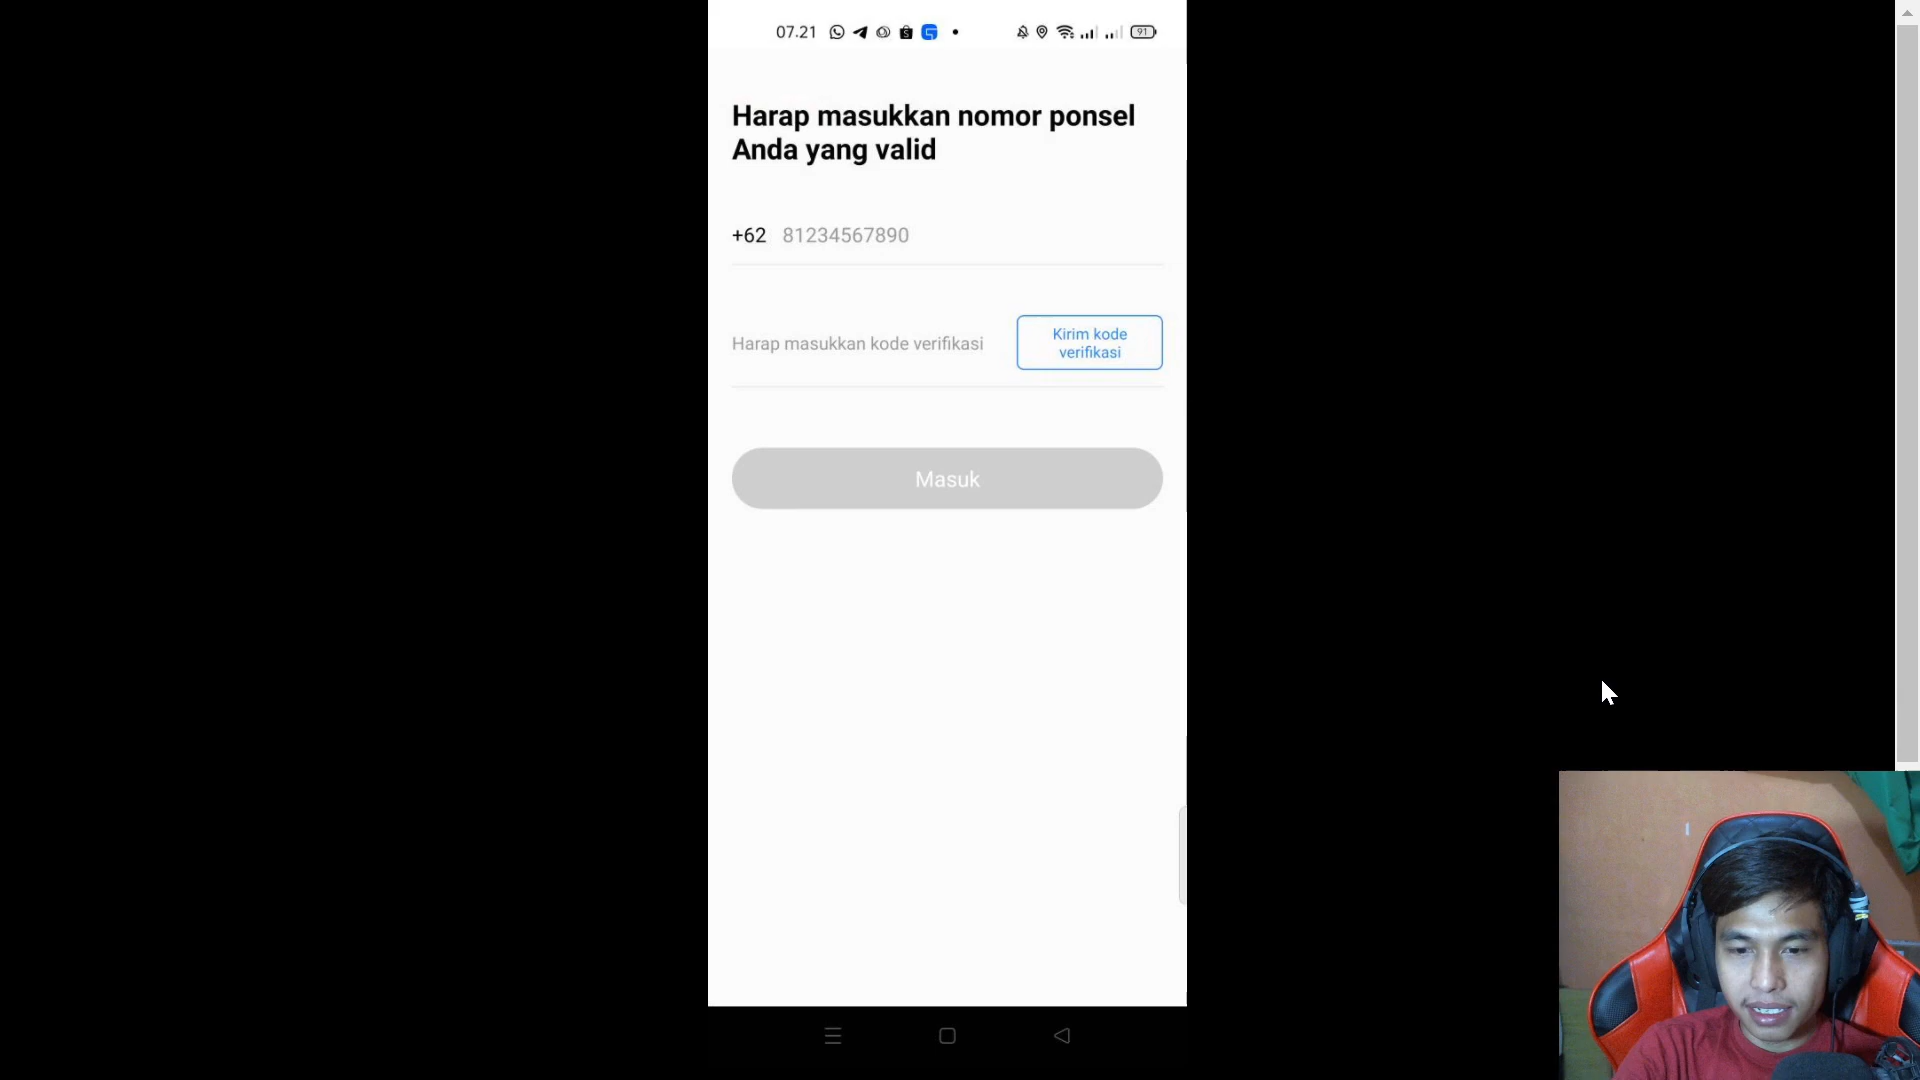 07.21
91
Harap masukkan nomor ponsel
Anda yang valid
+62 81234567890
Harap masukkan kode verifikasi
Kirim kode
verifikasi
Masuk